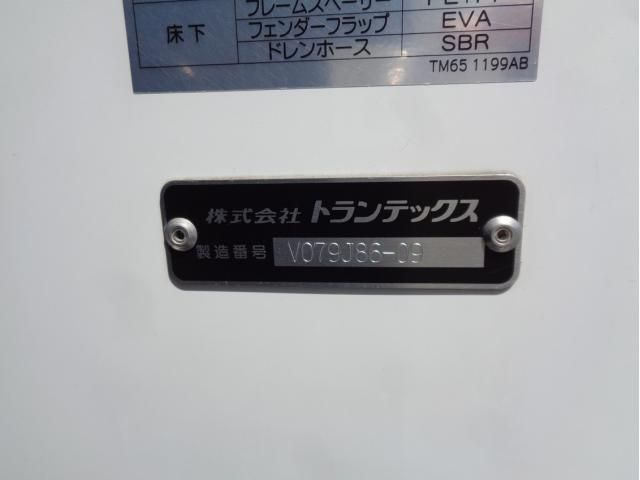 フレームスペーサー
床下 フェンダーフラップ EVA
ドレンホース SBR
TM65 1199AB
株式会社 トランテックス
製造番号 V079J86-09